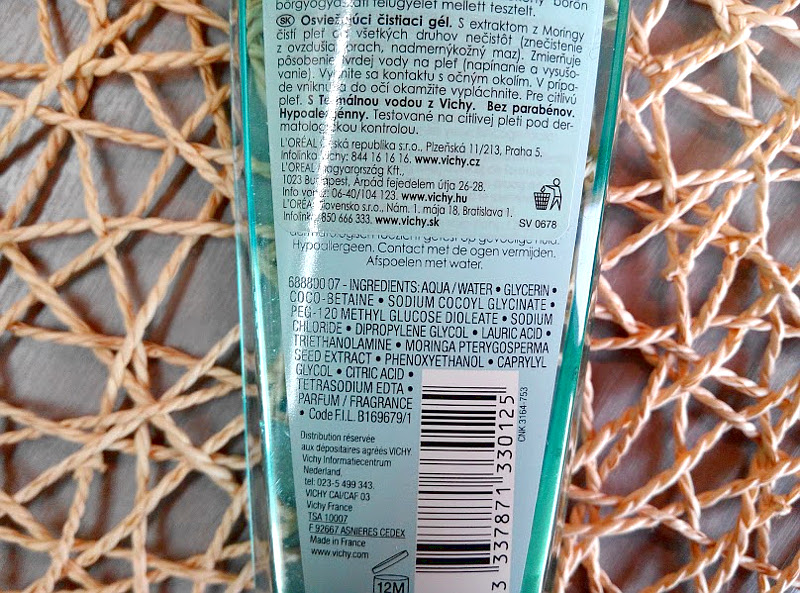 bőrgyógyászati felügyelet mellett tesztelt.
SK Osviežujúci čistiaci gél. S extraktom z Moringy
čistí pleť od všetkých druhov nečistôt (znečistenie
z ovzdušia, prach, nadmerný kožný maz). Zmierňuje
pôsobenie tvrdej vody na pleť (napínanie a vysušo-
vanie). Vyhnite sa kontaktu s očným okolím. V prípa-
de vniknutia do očí okamžite vypláchnite. Pre citlivú
pleť. S Termálnou vodou z Vichy. Bez parabénov.
Hypoalergénny. Testované na citlivej pleti pod der-
matologickou kontrolou.
L'ORÉAL Česká republika s.r.o., Plzeňská 11/213, Praha 5.
Infolinka Vichy: 844 16 16 16, www.vichy.cz
L'ORÉAL Magyarország Kft.,
1023 Budapest, Árpád fejedelem útja 26-28.
Info vonal: 06-40/104 123. www.vichy.hu
L'ORÉAL Slovensko s.r.o., Nám. 1. mája 18, Bratislava 1.
Infolinka: 850 666 333. www.vichy.sk
SV 0678
Hypoallergeen. Contact met de ogen vermijden.
Afspoelen met water.
688800 07 - INGREDIENTS: AQUA / WATER • GLYCERIN •
COCO-BETAINE • SODIUM COCOYL GLYCINATE •
PEG-120 METHYL GLUCOSE DIOLEATE • SODIUM
CHLORIDE • DIPROPYLENE GLYCOL • LAURIC ACID •
TRIETHANOLAMINE • MORINGA PTERYGOSPERMA
SEED EXTRACT • PHENOXYETHANOL • CAPRYLYL
GLYCOL • CITRIC ACID •
TETRASODIUM EDTA •
PARFUM / FRAGRANCE
• Code F.I.L. B169679/1
Distribution réservée
aux dépositaires agréés VICHY
Vichy Informatiecentrum
Nederland.
tel: 023-5 499 343.
VICHY CAI/CAF 03
Vichy France
TSA 10007
F 92667 ASNIERES CEDEX
Made in France
www.vichy.com
12M
3 337871 330125
CNK 3164-753